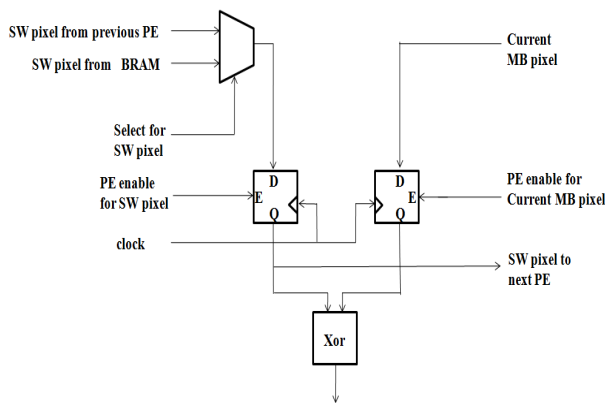 SW pixel from previous PE
SW pixel from BRAM
Current
MB pixel
Select for
SW pixel
PE enable
for SW pixel
D
E
Q
D
E
Q
PE enable for
Current MB pixel
clock
SW pixel to
next PE
Xor